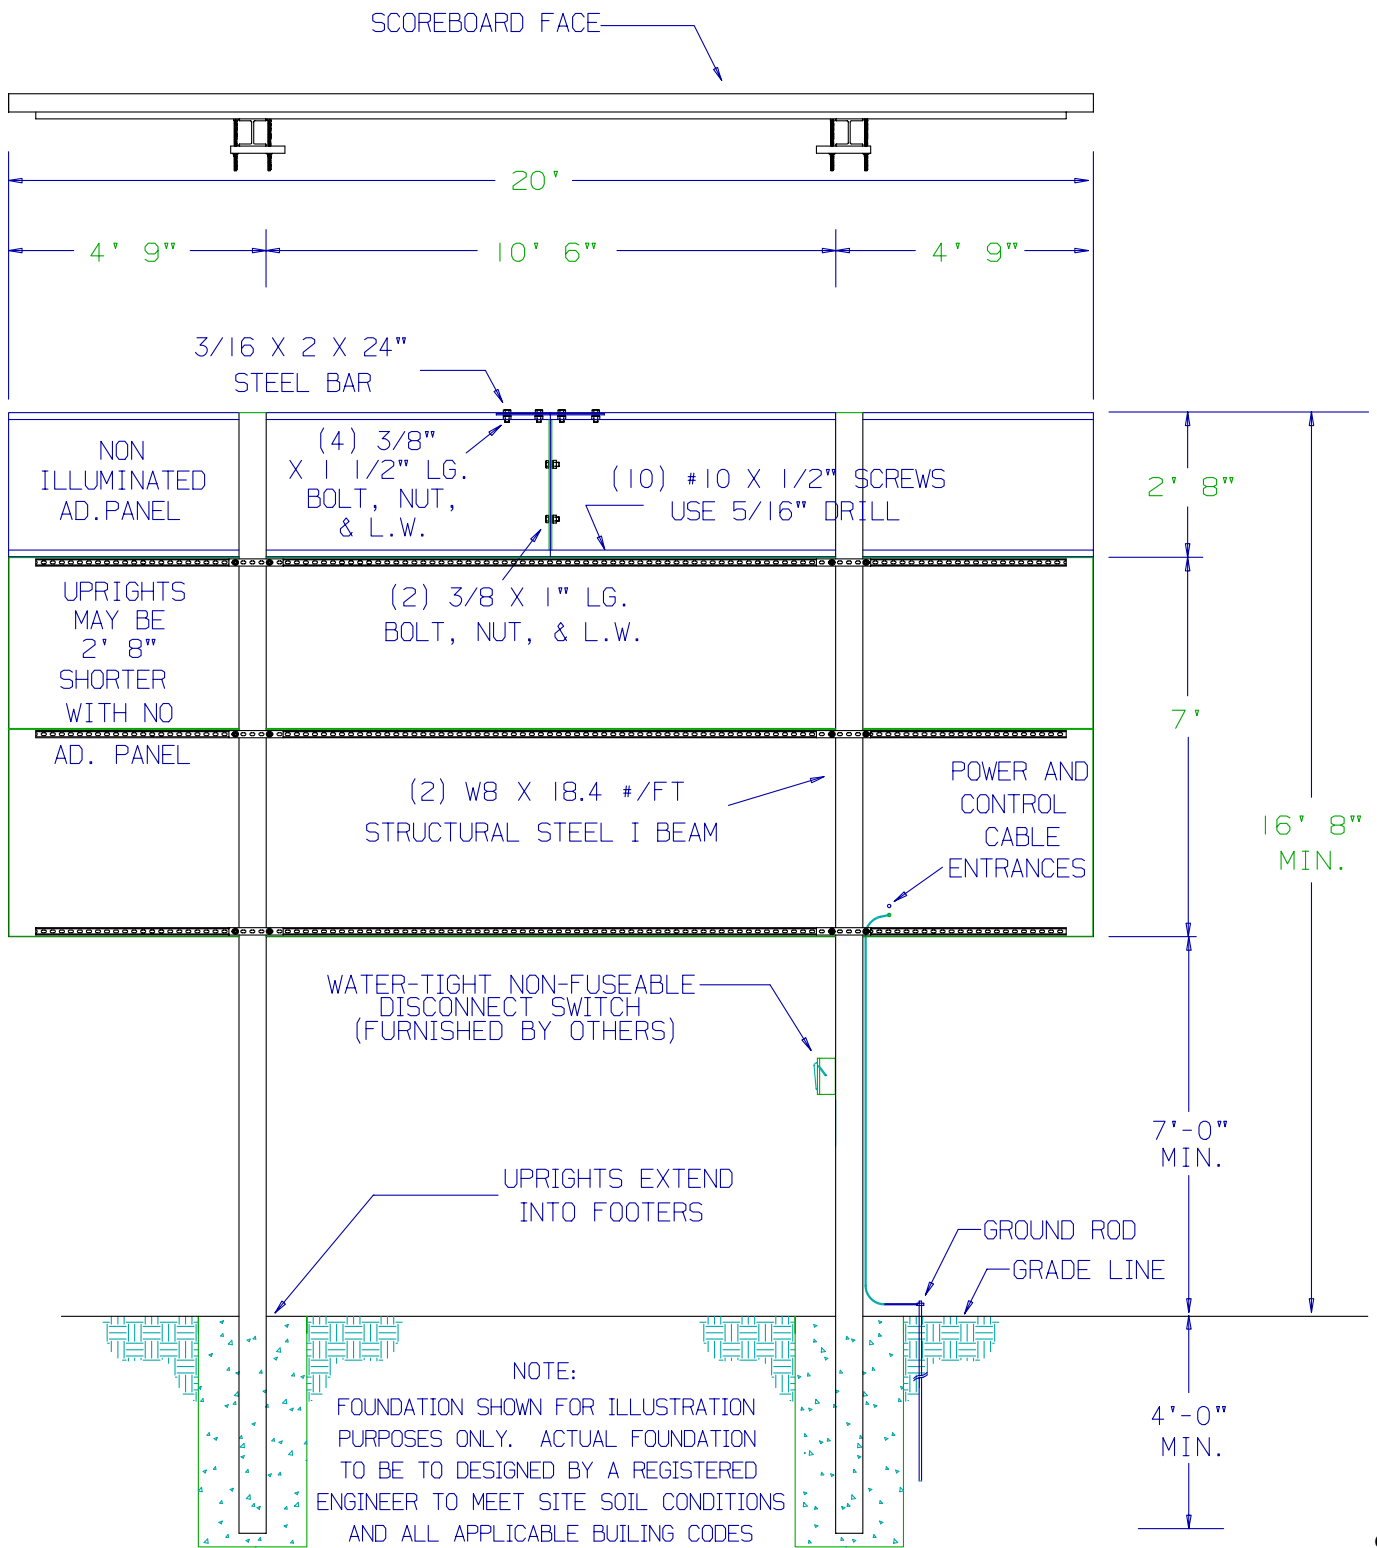 SCOREBOARD FACE
20'
4' 9"
10' 6"
4' 9"
3/16 X 2 X 24"
STEEL BAR
NON
ILLUMINATED
AD.PANEL
(4) 3/8"
X 1 1/2" LG.
BOLT, NUT,
& L.W.
(10) #10 X 1/2" SCREWS
USE 5/16" DRILL
2' 8"
UPRIGHTS
MAY BE
2' 8"
SHORTER
WITH NO
AD. PANEL
(2) 3/8 X 1" LG.
BOLT, NUT, & L.W.
7'
(2) W8 X 18.4 #/FT
STRUCTURAL STEEL I BEAM
POWER AND
CONTROL
CABLE
ENTRANCES
16' 8"
MIN.
WATER-TIGHT NON-FUSEABLE
DISCONNECT SWITCH
(FURNISHED BY OTHERS)
7'-0"
MIN.
UPRIGHTS EXTEND
INTO FOOTERS
GROUND ROD
GRADE LINE
NOTE:
FOUNDATION SHOWN FOR ILLUSTRATION
PURPOSES ONLY. ACTUAL FOUNDATION
TO BE TO DESIGNED BY A REGISTERED
ENGINEER TO MEET SITE SOIL CONDITIONS
AND ALL APPLICABLE BUILING CODES
4'-0"
MIN.